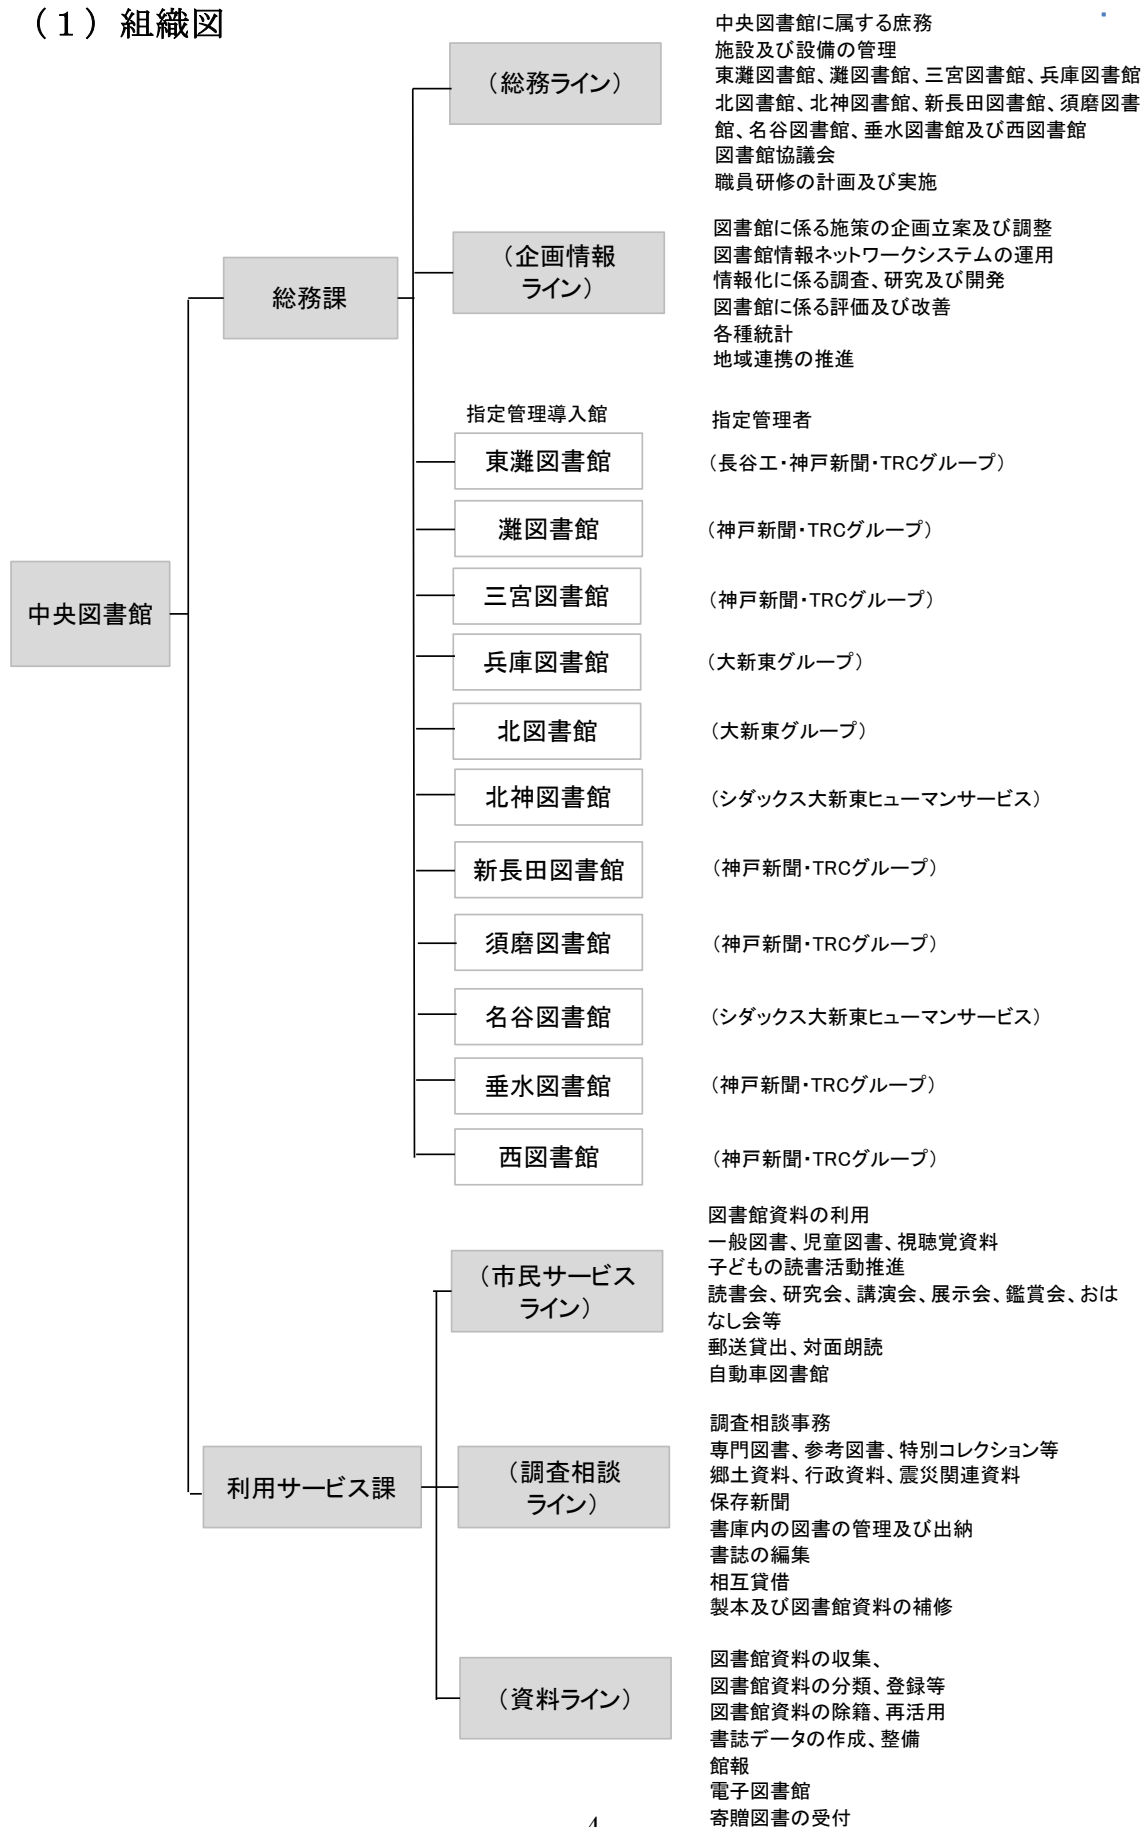 （１）組織図
中央図書館に属する庶務
施設及び設備の管理
東灘図書館、灘図書館、三宮図書館、兵庫図書館
北図書館、北神図書館、新長田図書館、須磨図書
館、名谷図書館、垂水図書館及び西図書館
図書館協議会
職員研修の計画及び実施
（総務ライン）
図書館に係る施策の企画立案及び調整
図書館情報ネットワークシステムの運用
情報化に係る調査、研究及び開発
図書館に係る評価及び改善
各種統計
地域連携の推進
（企画情報
ライン）
総務課
指定管理導入館
指定管理者
東灘図書館
（長谷工・神戸新聞・TRCグループ）
灘図書館
（神戸新聞・TRCグループ）
三宮図書館
（神戸新聞・TRCグループ）
中央図書館
兵庫図書館
（大新東グループ）
北図書館
（大新東グループ）
北神図書館
（シダックス大新東ヒューマンサービス）
新長田図書館
（神戸新聞・TRCグループ）
須磨図書館
（神戸新聞・TRCグループ）
名谷図書館
（シダックス大新東ヒューマンサービス）
垂水図書館
（神戸新聞・TRCグループ）
西図書館
（神戸新聞・TRCグループ）
図書館資料の利用
一般図書、児童図書、視聴覚資料
子どもの読書活動推進
読書会、研究会、講演会、展示会、鑑賞会、おは
なし会等
郵送貸出、対面朗読
自動車図書館
（市民サービス
ライン）
利用サービス課
調査相談事務
専門図書、参考図書、特別コレクション等
郷土資料、行政資料、震災関連資料
保存新聞
書庫内の図書の管理及び出納
書誌の編集
相互貸借
製本及び図書館資料の補修
（調査相談
ライン）
図書館資料の収集、
図書館資料の分類、登録等
図書館資料の除籍、再活用
書誌データの作成、整備
館報
電子図書館
寄贈図書の受付
（資料ライン）
4